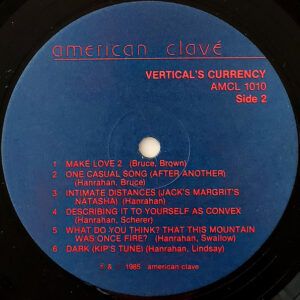 american clavé
VERTICAL'S CURRENCY
AMCL 1010
Side 2
1 MAKE LOVE 2 (Bruce, Brown)
2 ONE CASUAL SONG (AFTER ANOTHER)
(Hanrahan, Bruce)
3 INTIMATE DISTANCES (JACK'S MARGRIT'S
NATASHA) (Hanrahan)
4 DESCRIBING IT TO YOURSELF AS CONVEX
(Hanrahan, Scherer)
5 WHAT DO YOU THINK? THAT THIS MOUNTAIN
WAS ONCE FIRE? (Hanrahan, Swallow)
6 DARK (KIP'S TUNE) (Hanrahan, Lindsay)
℗ & © 1985 american clave